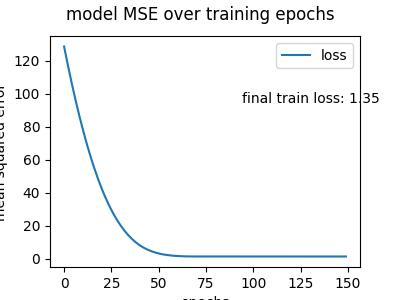 model MSE over training epochs
loss
final train loss: 1.35
mean squared error
120
100
80
60
40
20
0
0 25 50 75 100 125 150
epochs